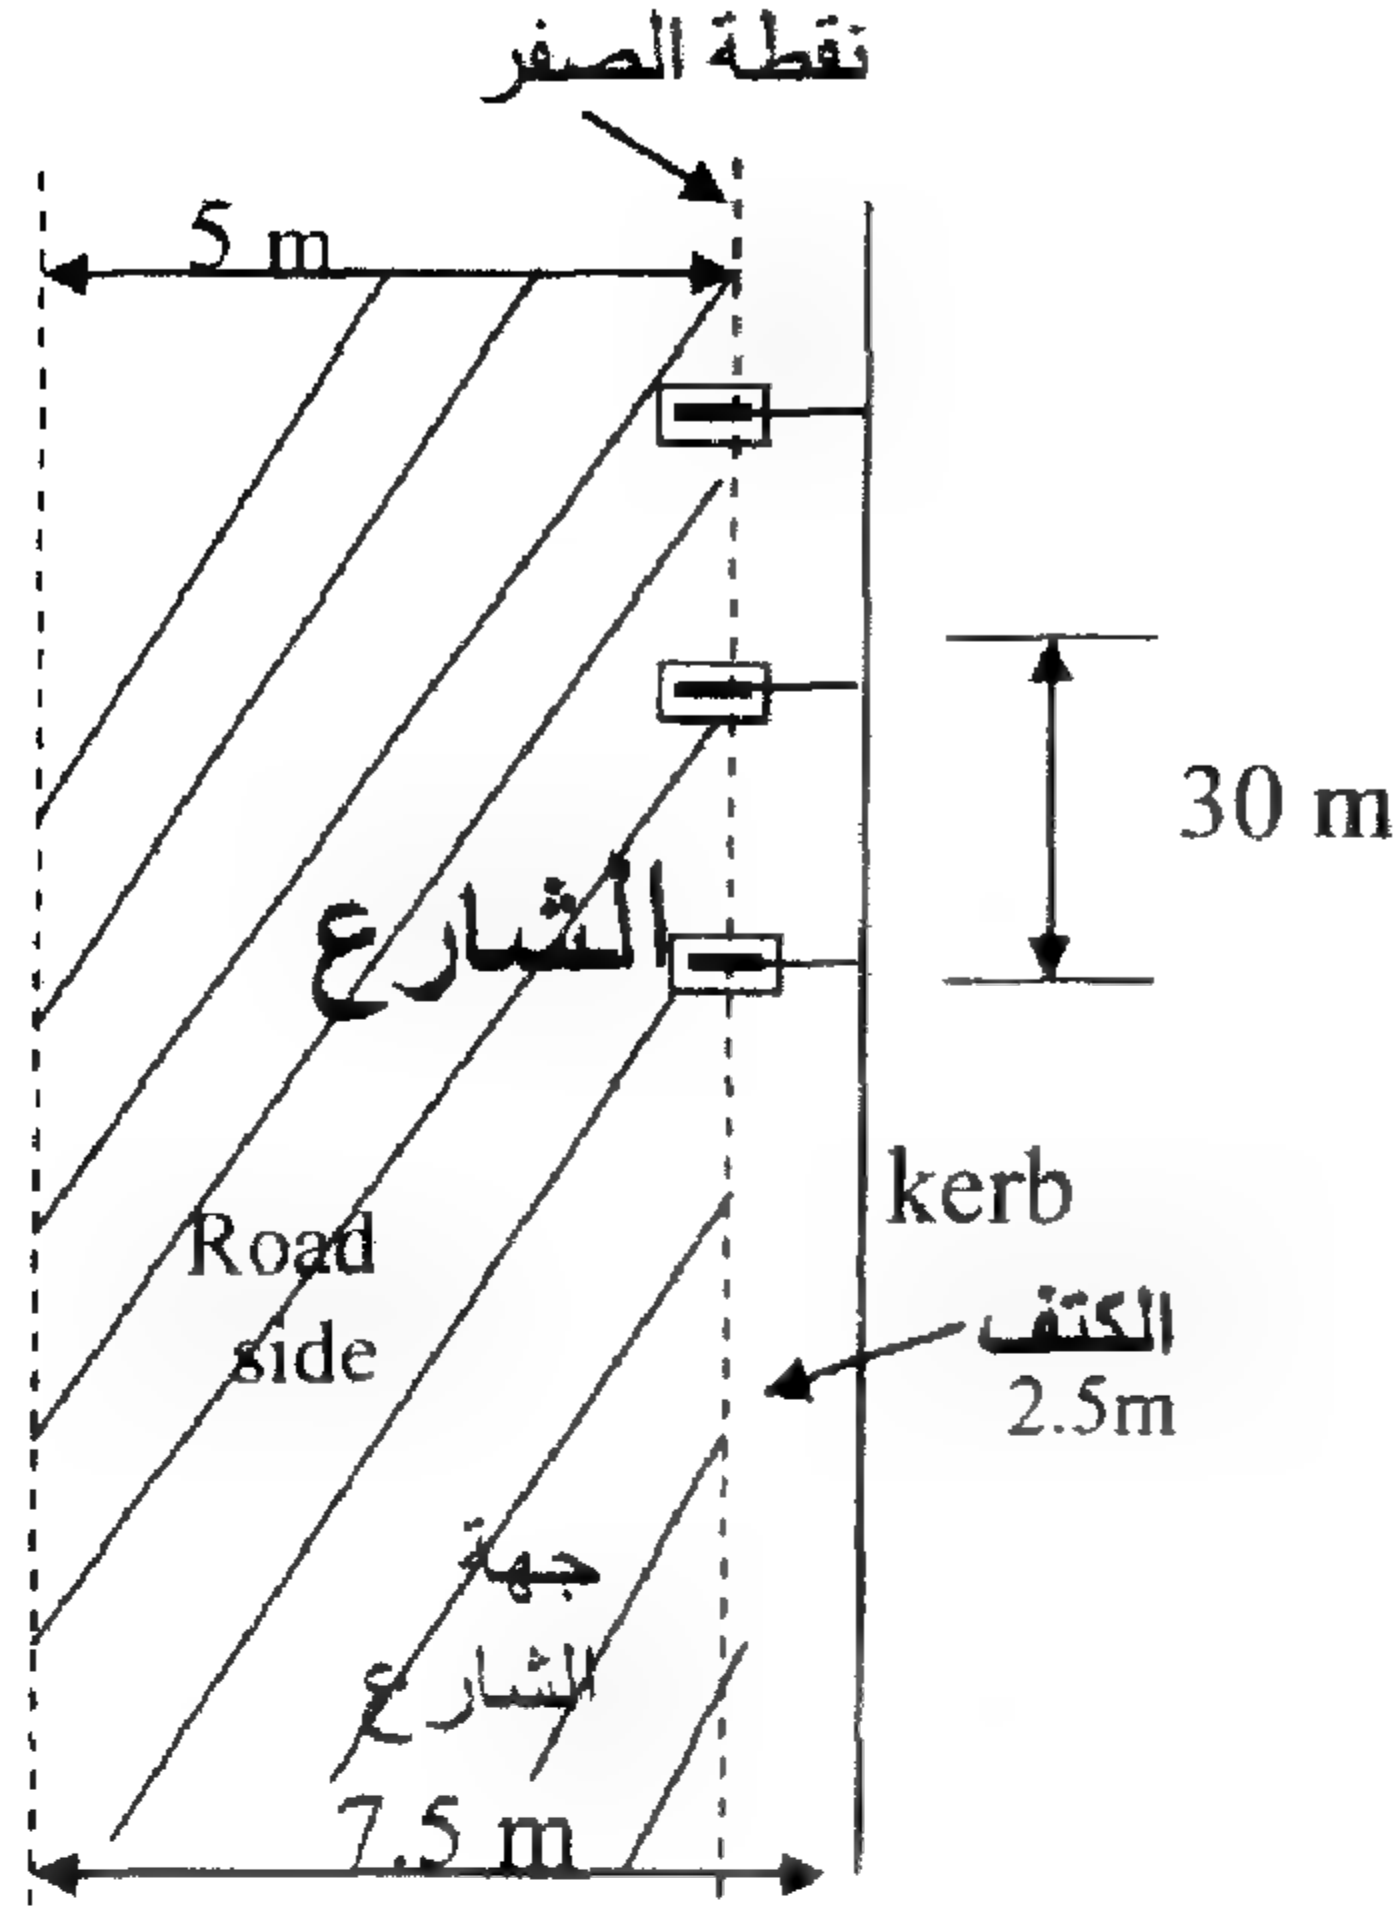 نقطة الصفر
5 m
30 m
الشارع
kerb
Road
side
الكتف
2.5m
جهة
الشارع
7.5 m